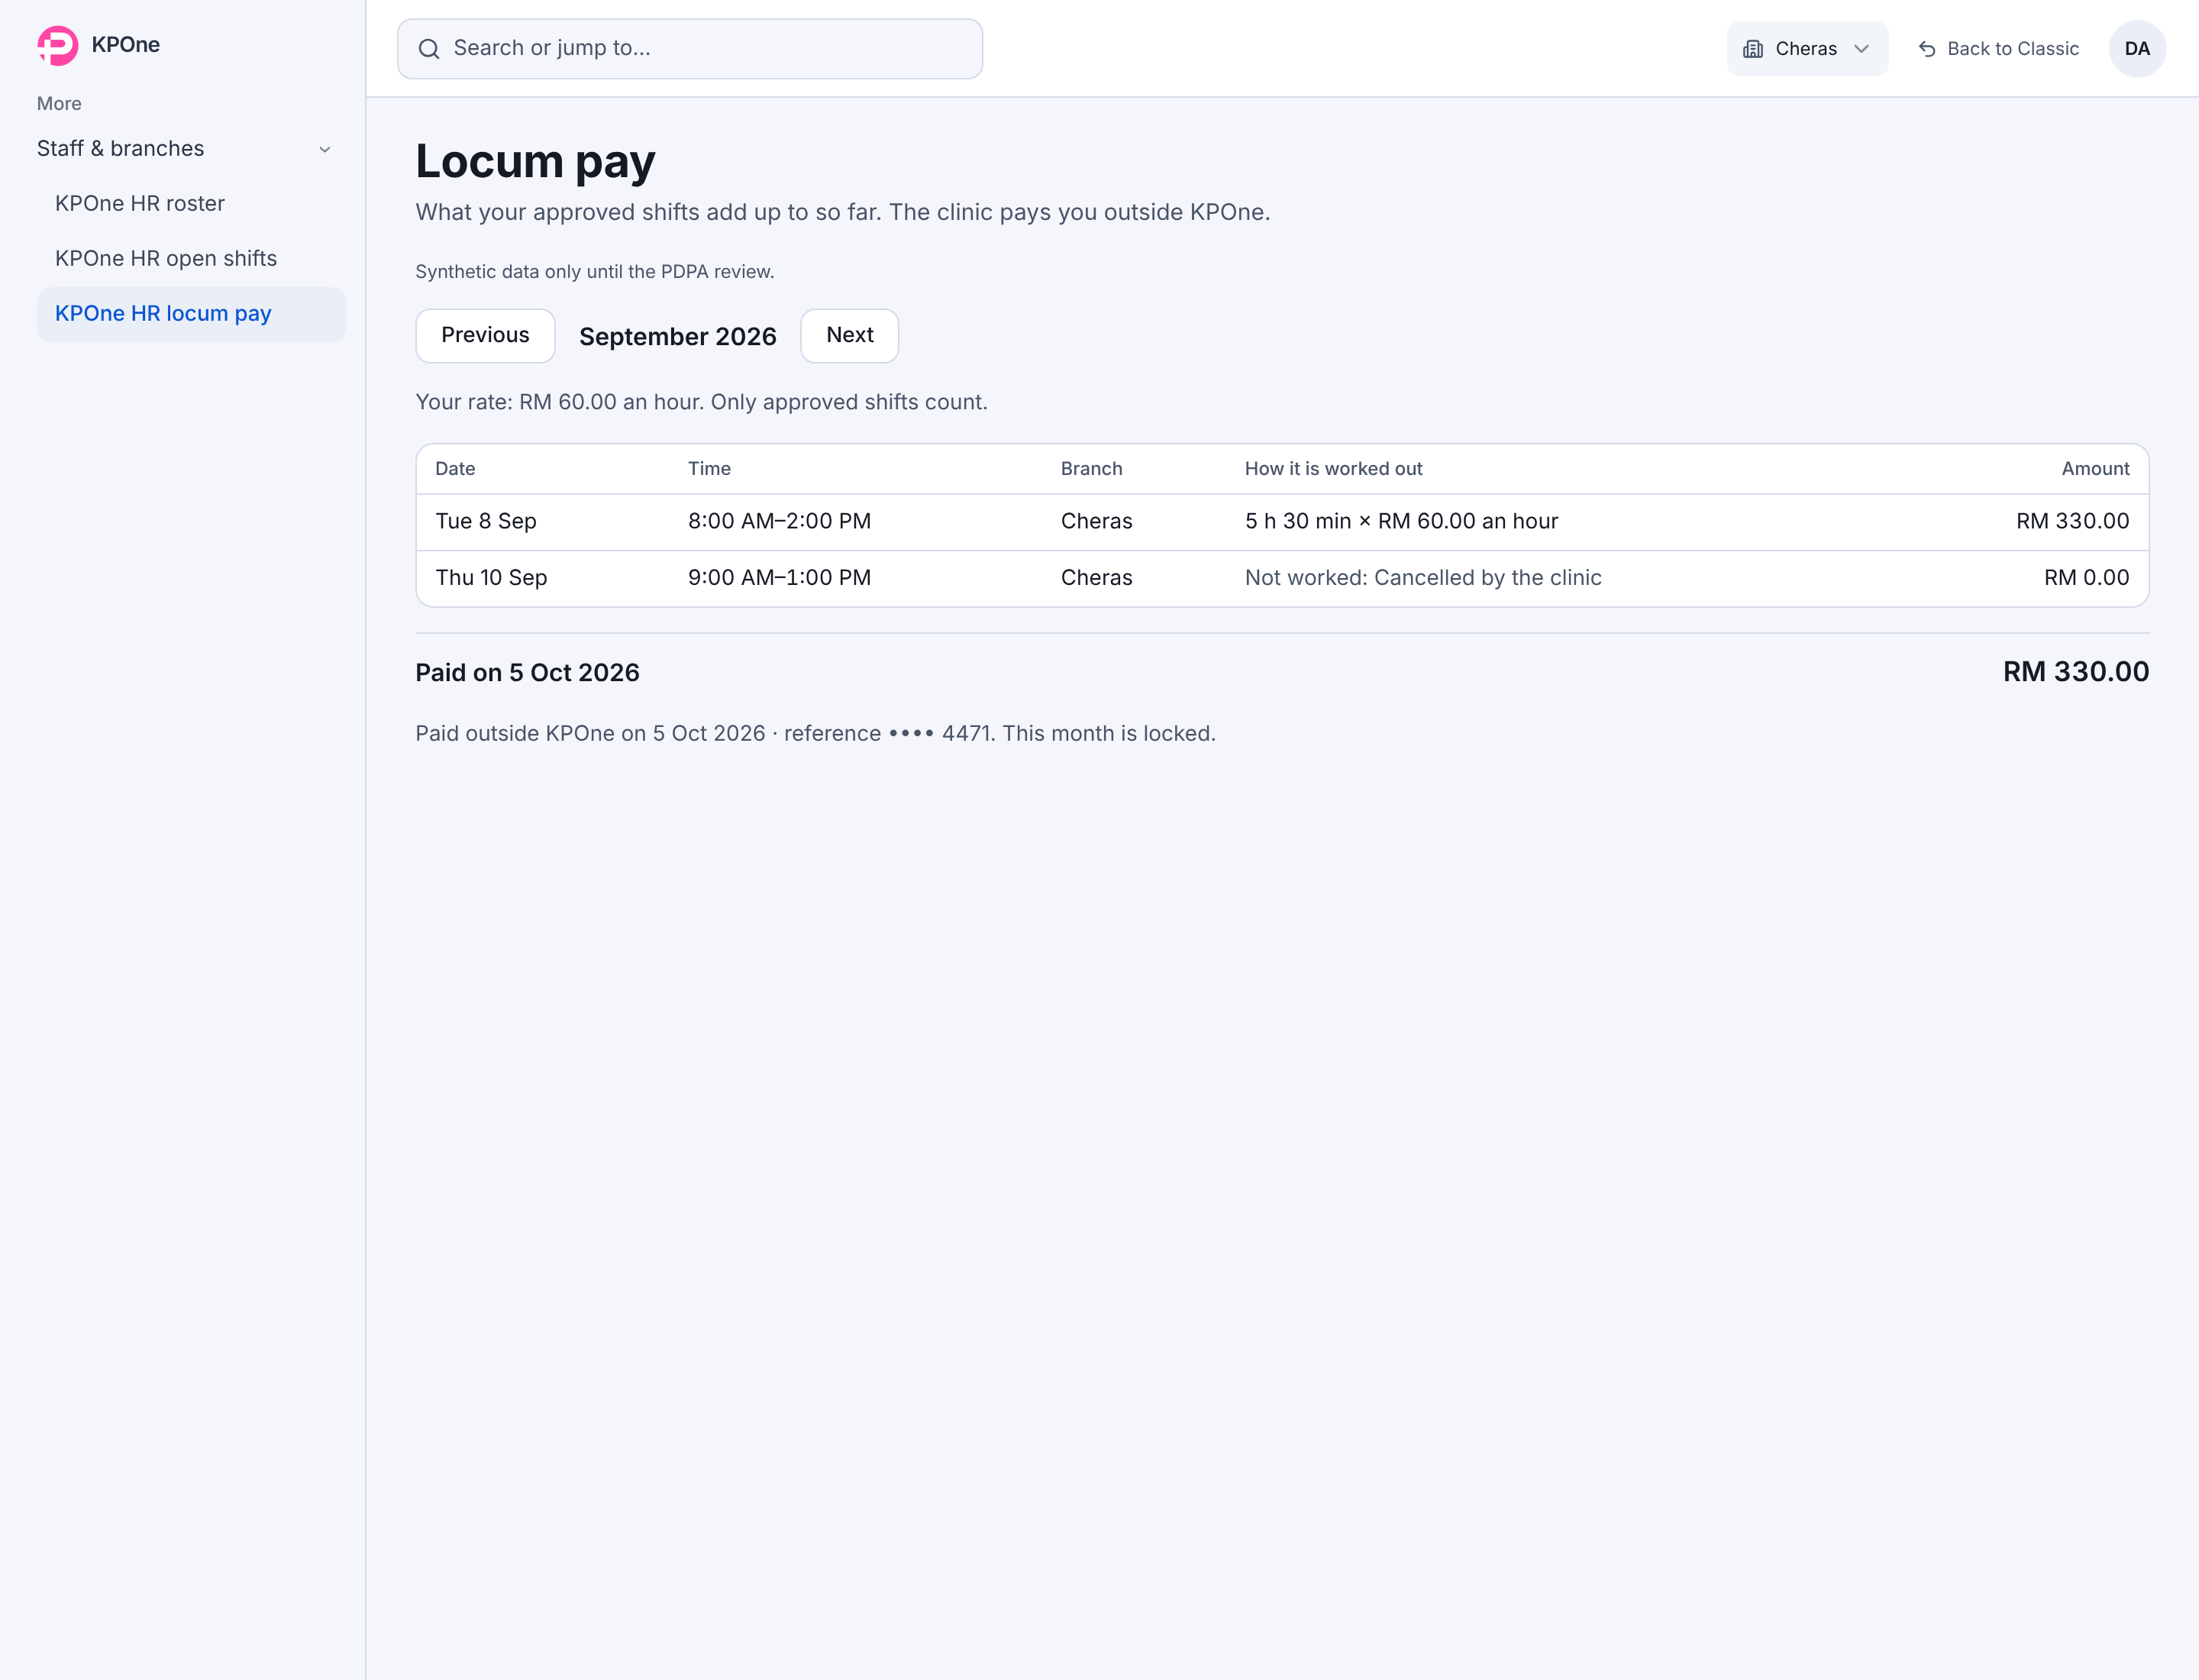 KPOne
More
Staff & branches
KPOne HR roster
KPOne HR open shifts
KPOne HR locum pay
Search or jump to...
Cheras
Back to Classic
DA
Locum pay
What your approved shifts add up to so far. The clinic pays you outside KPOne.
Synthetic data only until the PDPA review.
Previous September 2026 Next
Your rate: RM 60.00 an hour. Only approved shifts count.
Date Time Branch How it is worked out Amount
Tue 8 Sep 8:00 AM–2:00 PM Cheras 5 h 30 min × RM 60.00 an hour RM 330.00
Thu 10 Sep 9:00 AM–1:00 PM Cheras Not worked: Cancelled by the clinic RM 0.00
Paid on 5 Oct 2026 RM 330.00
Paid outside KPOne on 5 Oct 2026 · reference •••• 4471. This month is locked.